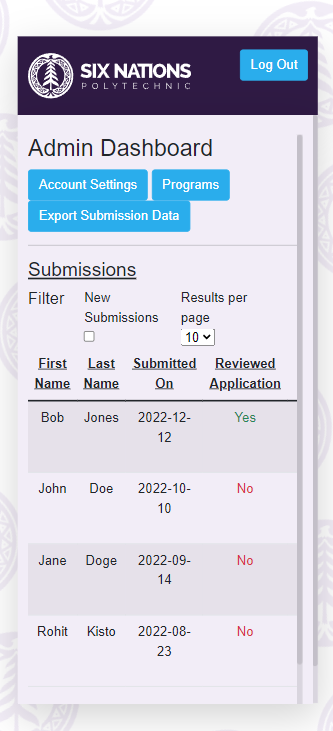 SIX NATIONS
POLYTECHNIC
Log Out
Admin Dashboard
Account Settings
Programs
Export Submission Data
Submissions
Filter
New
Submissions
Results per
page
10
First Last Submitted Reviewed
Name Name On Application
Bob Jones 2022-12- Yes
12
John Doe 2022-10- No
10
Jane Doge 2022-09- No
14
Rohit Kisto 2022-08- No
23